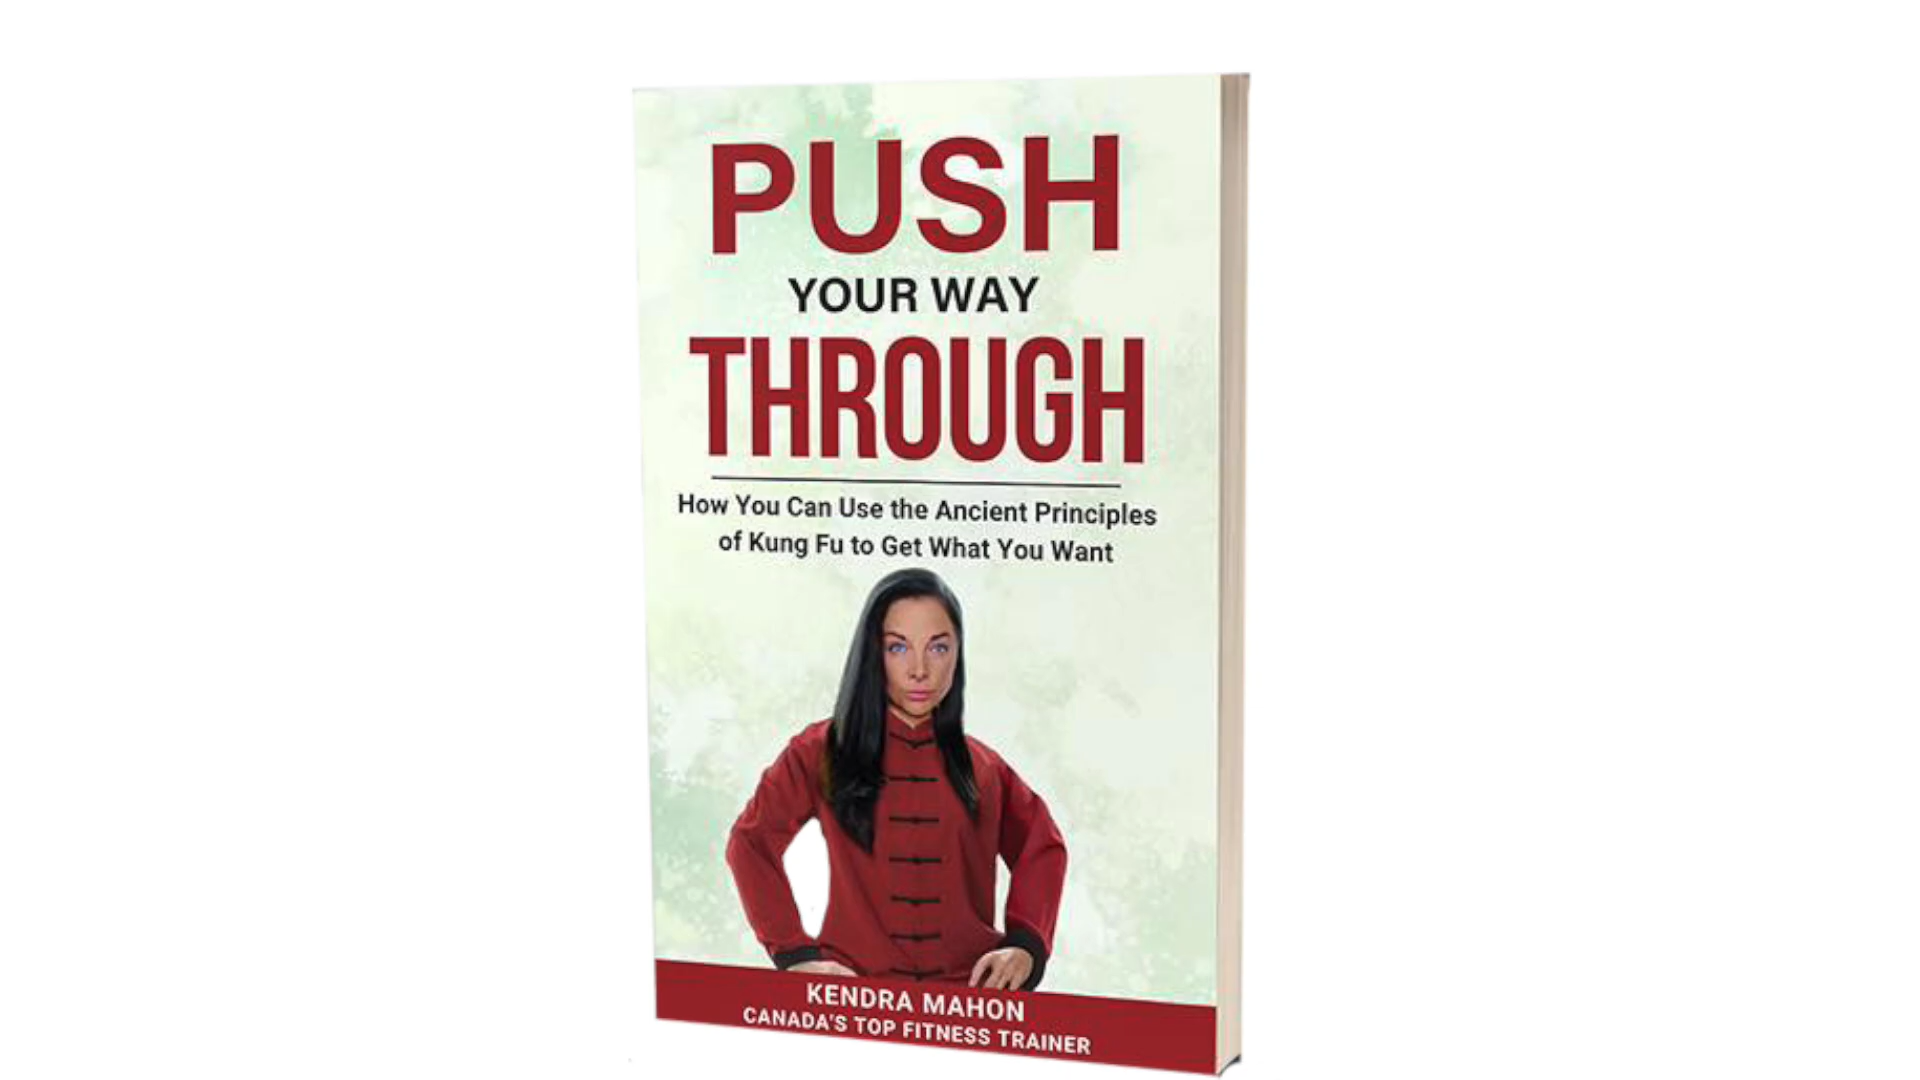 PUSH
YOUR WAY
THROUGH
How You Can Use the Ancient Principles
of Kung Fu to Get What You Want
KENDRA MAHON
CANADA'S TOP FITNESS TRAINER